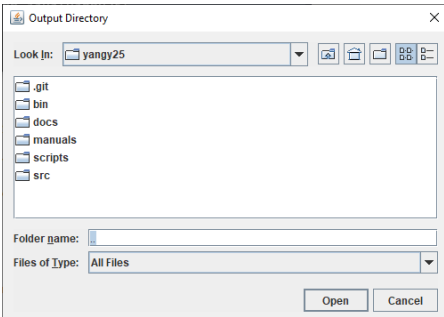 Output Directory
Look In: yangy25
.git
bin
docs
manuals
scripts
src
Folder name: ..
Files of Type: All Files
Open Cancel